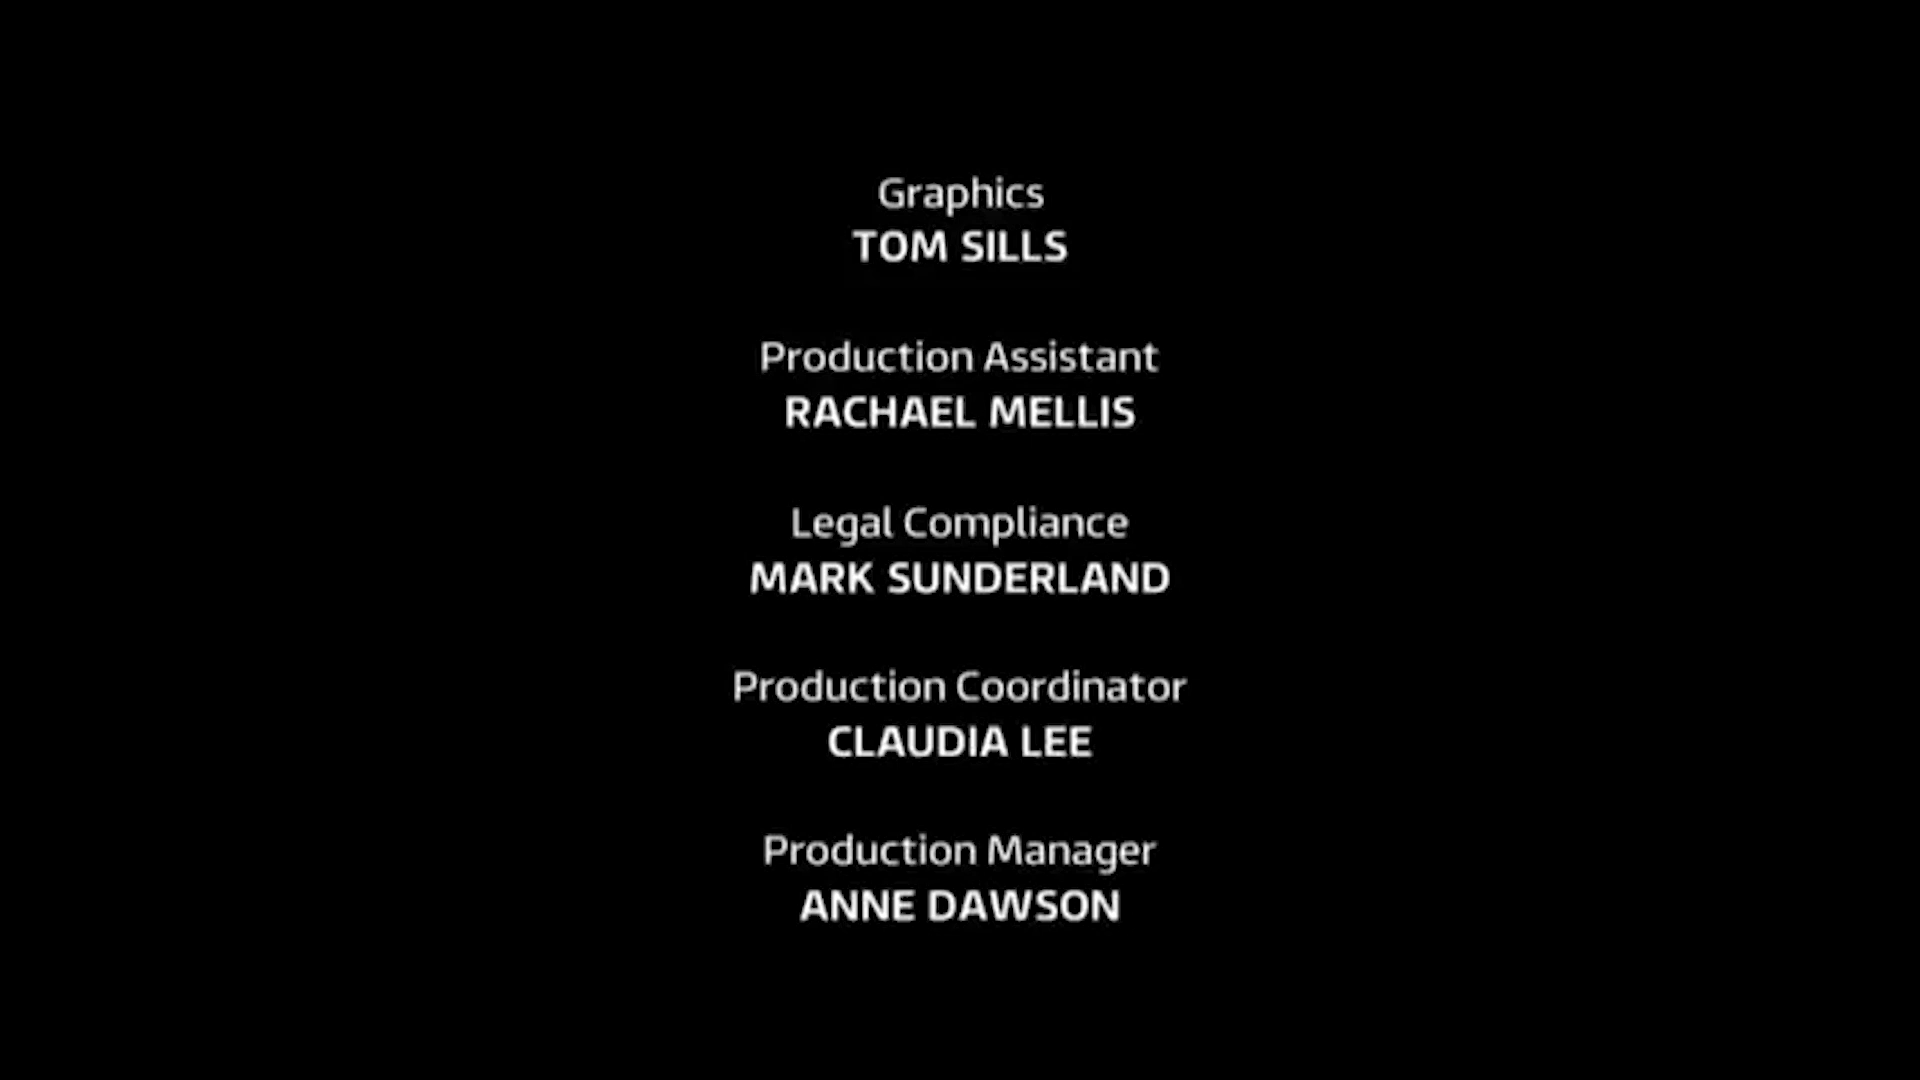 Graphics
TOM SILLS
Production Assistant
RACHAEL MELLIS
Legal Compliance
MARK SUNDERLAND
Production Coordinator
CLAUDIA LEE
Production Manager
ANNE DAWSON